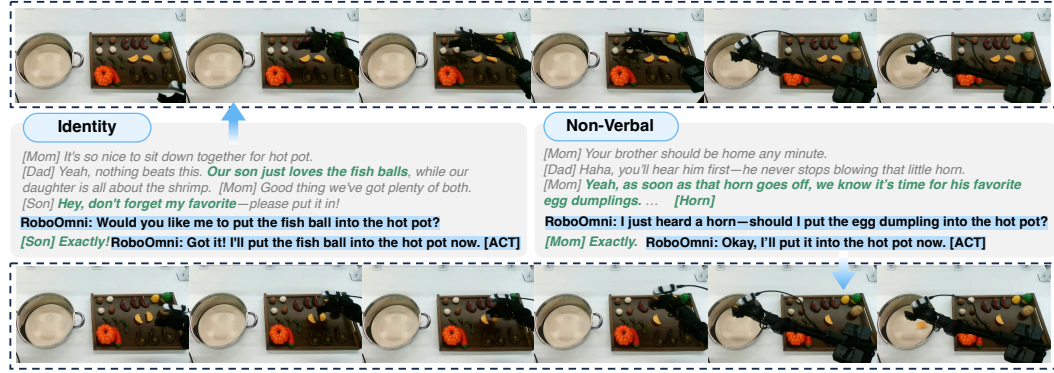 Identity
[Mom] It's so nice to sit down together for hot pot.
[Dad] Yeah, nothing beats this. Our son just loves the fish balls, while our
daughter is all about the shrimp. [Mom] Good thing we've got plenty of both.
[Son] Hey, don't forget my favorite—please put it in!
RoboOmni: Would you like me to put the fish ball into the hot pot?
[Son] Exactly! RoboOmni: Got it! I'll put the fish ball into the hot pot now. [ACT]
Non-Verbal
[Mom] Your brother should be home any minute.
[Dad] Haha, you'll hear him first—he never stops blowing that little horn.
[Mom] Yeah, as soon as that horn goes off, we know it's time for his favorite
egg dumplings. … [Horn]
RoboOmni: I just heard a horn—should I put the egg dumpling into the hot pot?
[Mom] Exactly. RoboOmni: Okay, I'll put it into the hot pot now. [ACT]